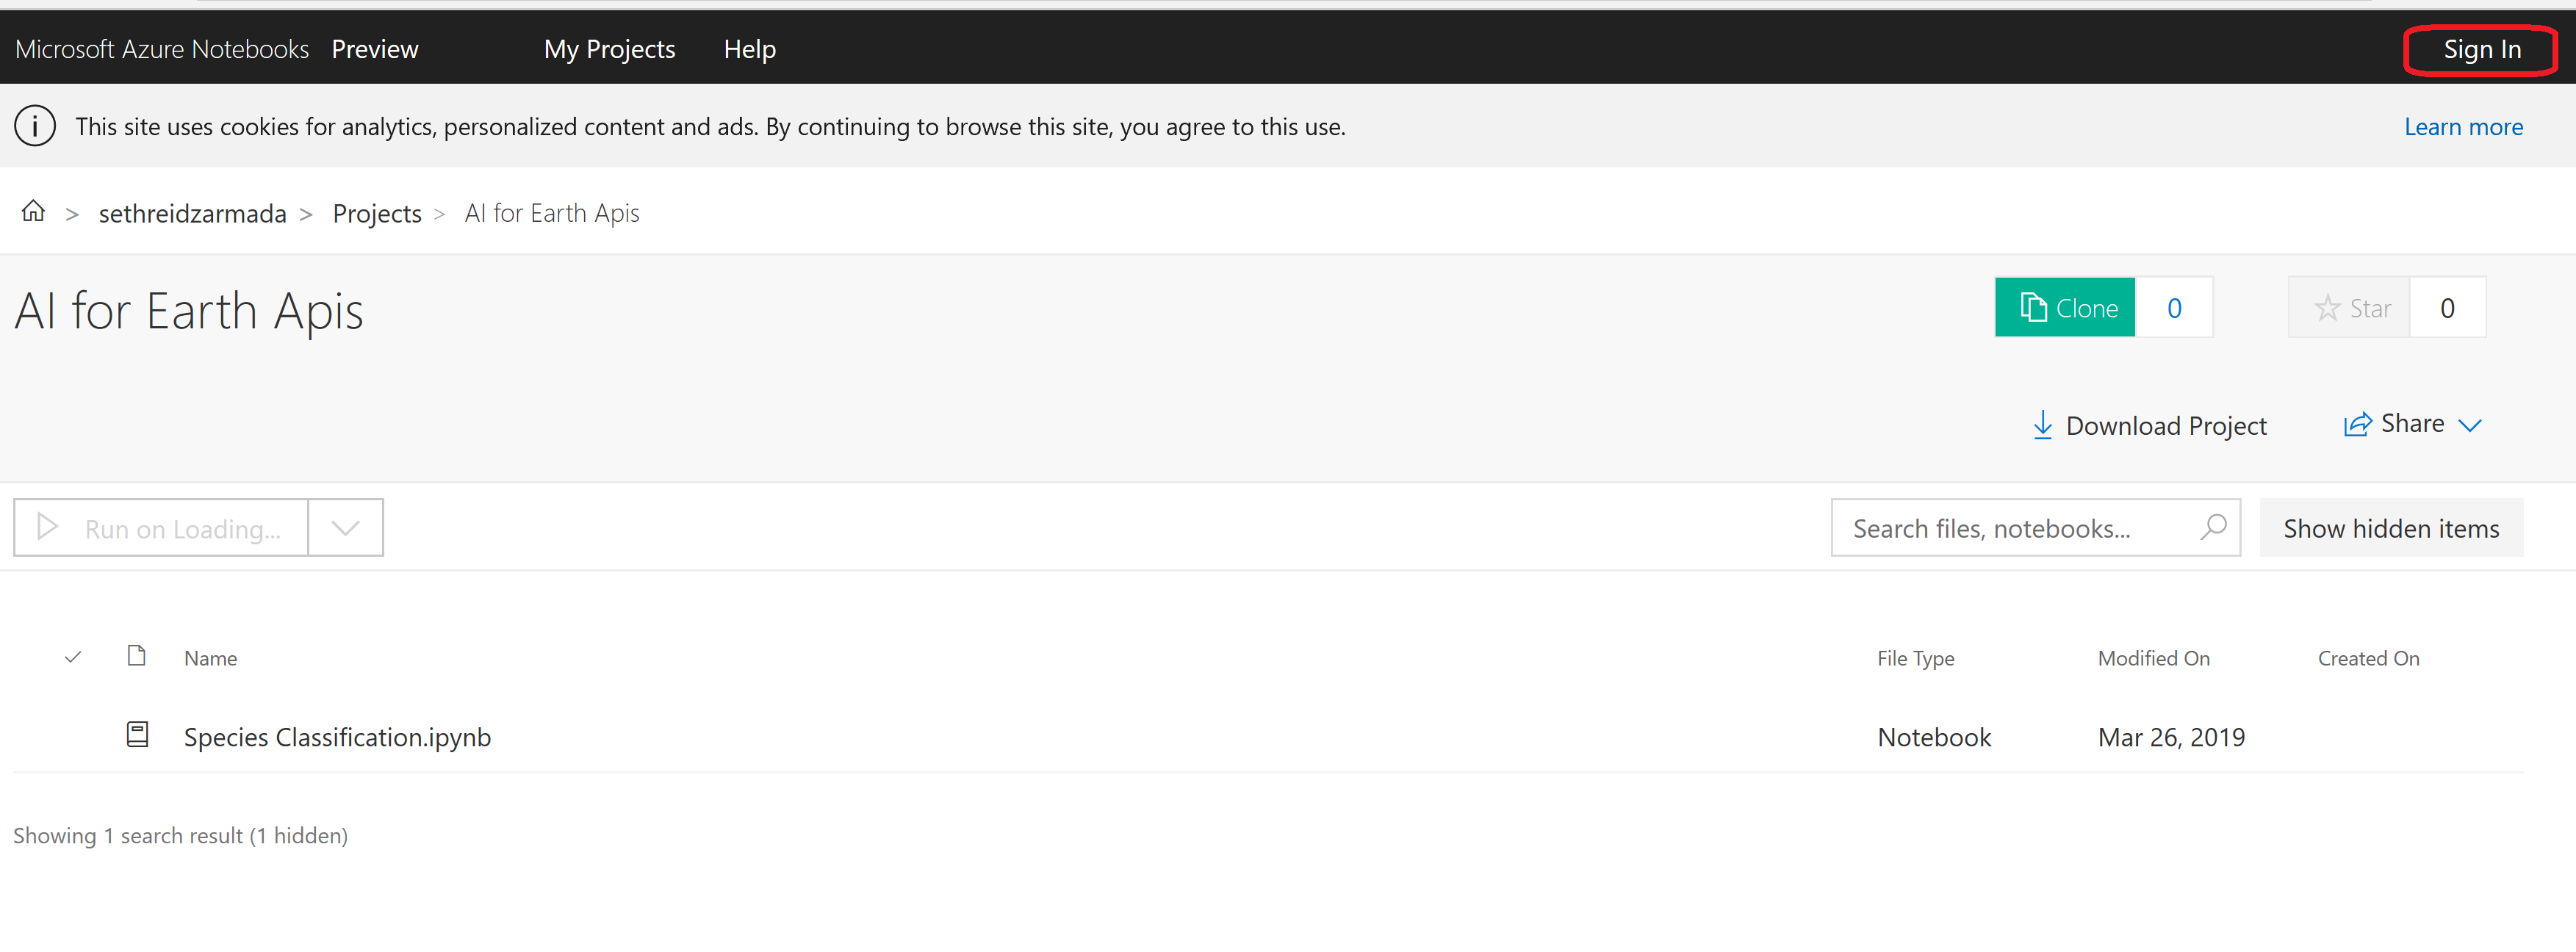 Microsoft Azure Notebooks Preview My Projects Help Sign In
This site uses cookies for analytics, personalized content and ads. By continuing to browse this site, you agree to this use. Learn more
> sethreidzarmada > Projects > AI for Earth Apis
AI for Earth Apis Clone 0 Star 0
Download Project Share
Run on Loading... Search files, notebooks... Show hidden items
Name File Type Modified On Created On
Species Classification.ipynb Notebook Mar 26, 2019
Showing 1 search result (1 hidden)